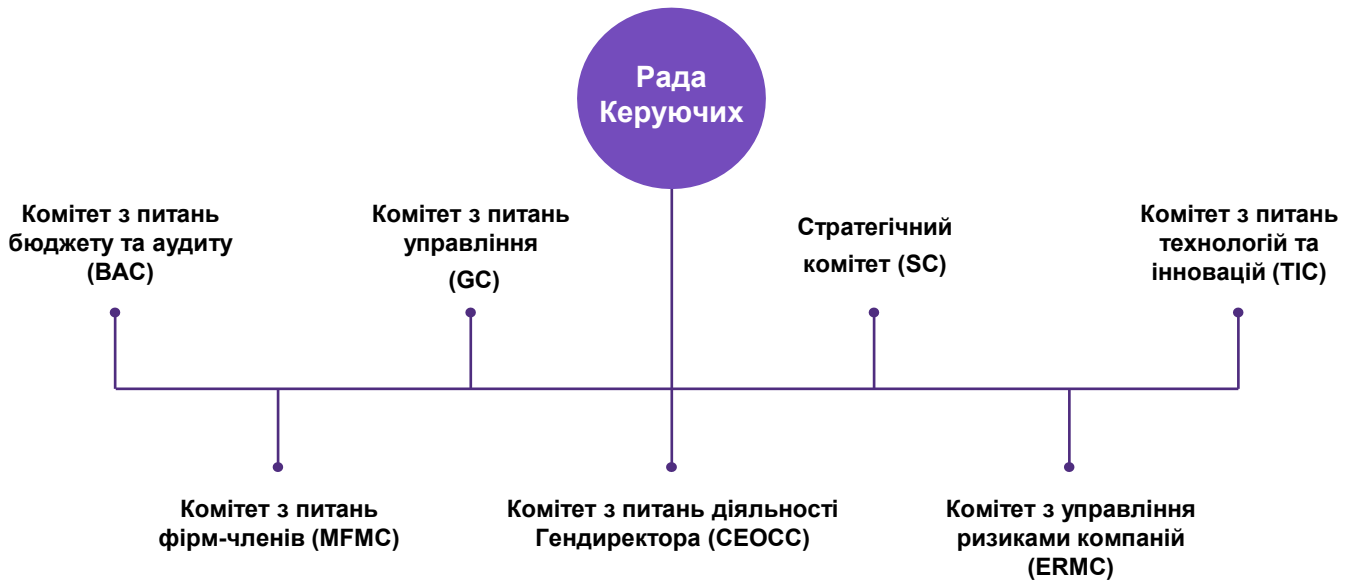 Рада
Керуючих
Комітет з питань
бюджету та аудиту
(BAC)
Комітет з питань
управління
(GC)
Стратегічний
комітет (SC)
Комітет з питань
технологій та
інновацій (TIC)
Комітет з питань
фірм-членів (MFMC)
Комітет з питань діяльності
Гендиректора (CEOCC)
Комітет з управління
ризиками компаній
(ERMC)